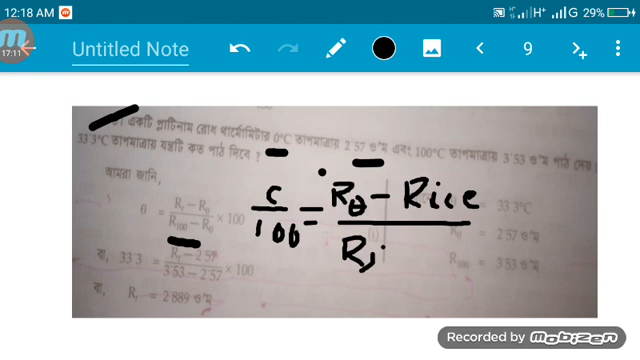 12:18 AM H+ G 29%
17:11 Untitled Note 9
একটি প্লাটিনাম রোধ থার্মোমিটার 0°C তাপমাত্রায় 2·57 ও'ম এবং 100°C তাপমাত্রায় 3·53 ও'ম পাঠ দেয়।
33·3°C তাপমাত্রায় যন্ত্রটি কত পাঠ দিবে ?
আমরা জানি,
θ = Rₜ – R₀ / R₁₀₀ – R₀ × 100
33·3°C
R₀ = 2·57 ও'ম
R₁₀₀ = 3·53 ও'ম
বা, 33·3 = Rₜ – 2·57 / 3·53 – 2·57 × 100
বা, Rₜ = 2·889 ও'ম
C / 100 = Rθ – Rice / R
Recorded by mobizen